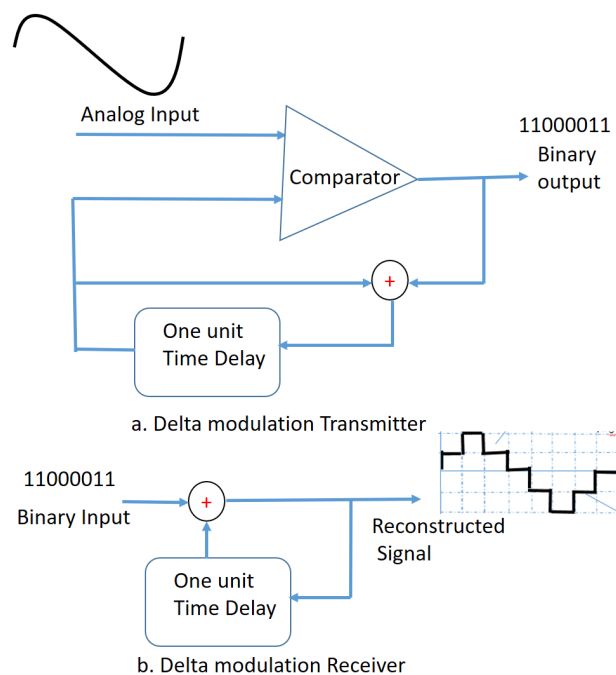 Analog Input
11000011
Binary
output
Comparator
+
One unit
Time Delay
a. Delta modulation Transmitter
11000011
Binary Input
+
Reconstructed
Signal
One unit
Time Delay
b. Delta modulation Receiver